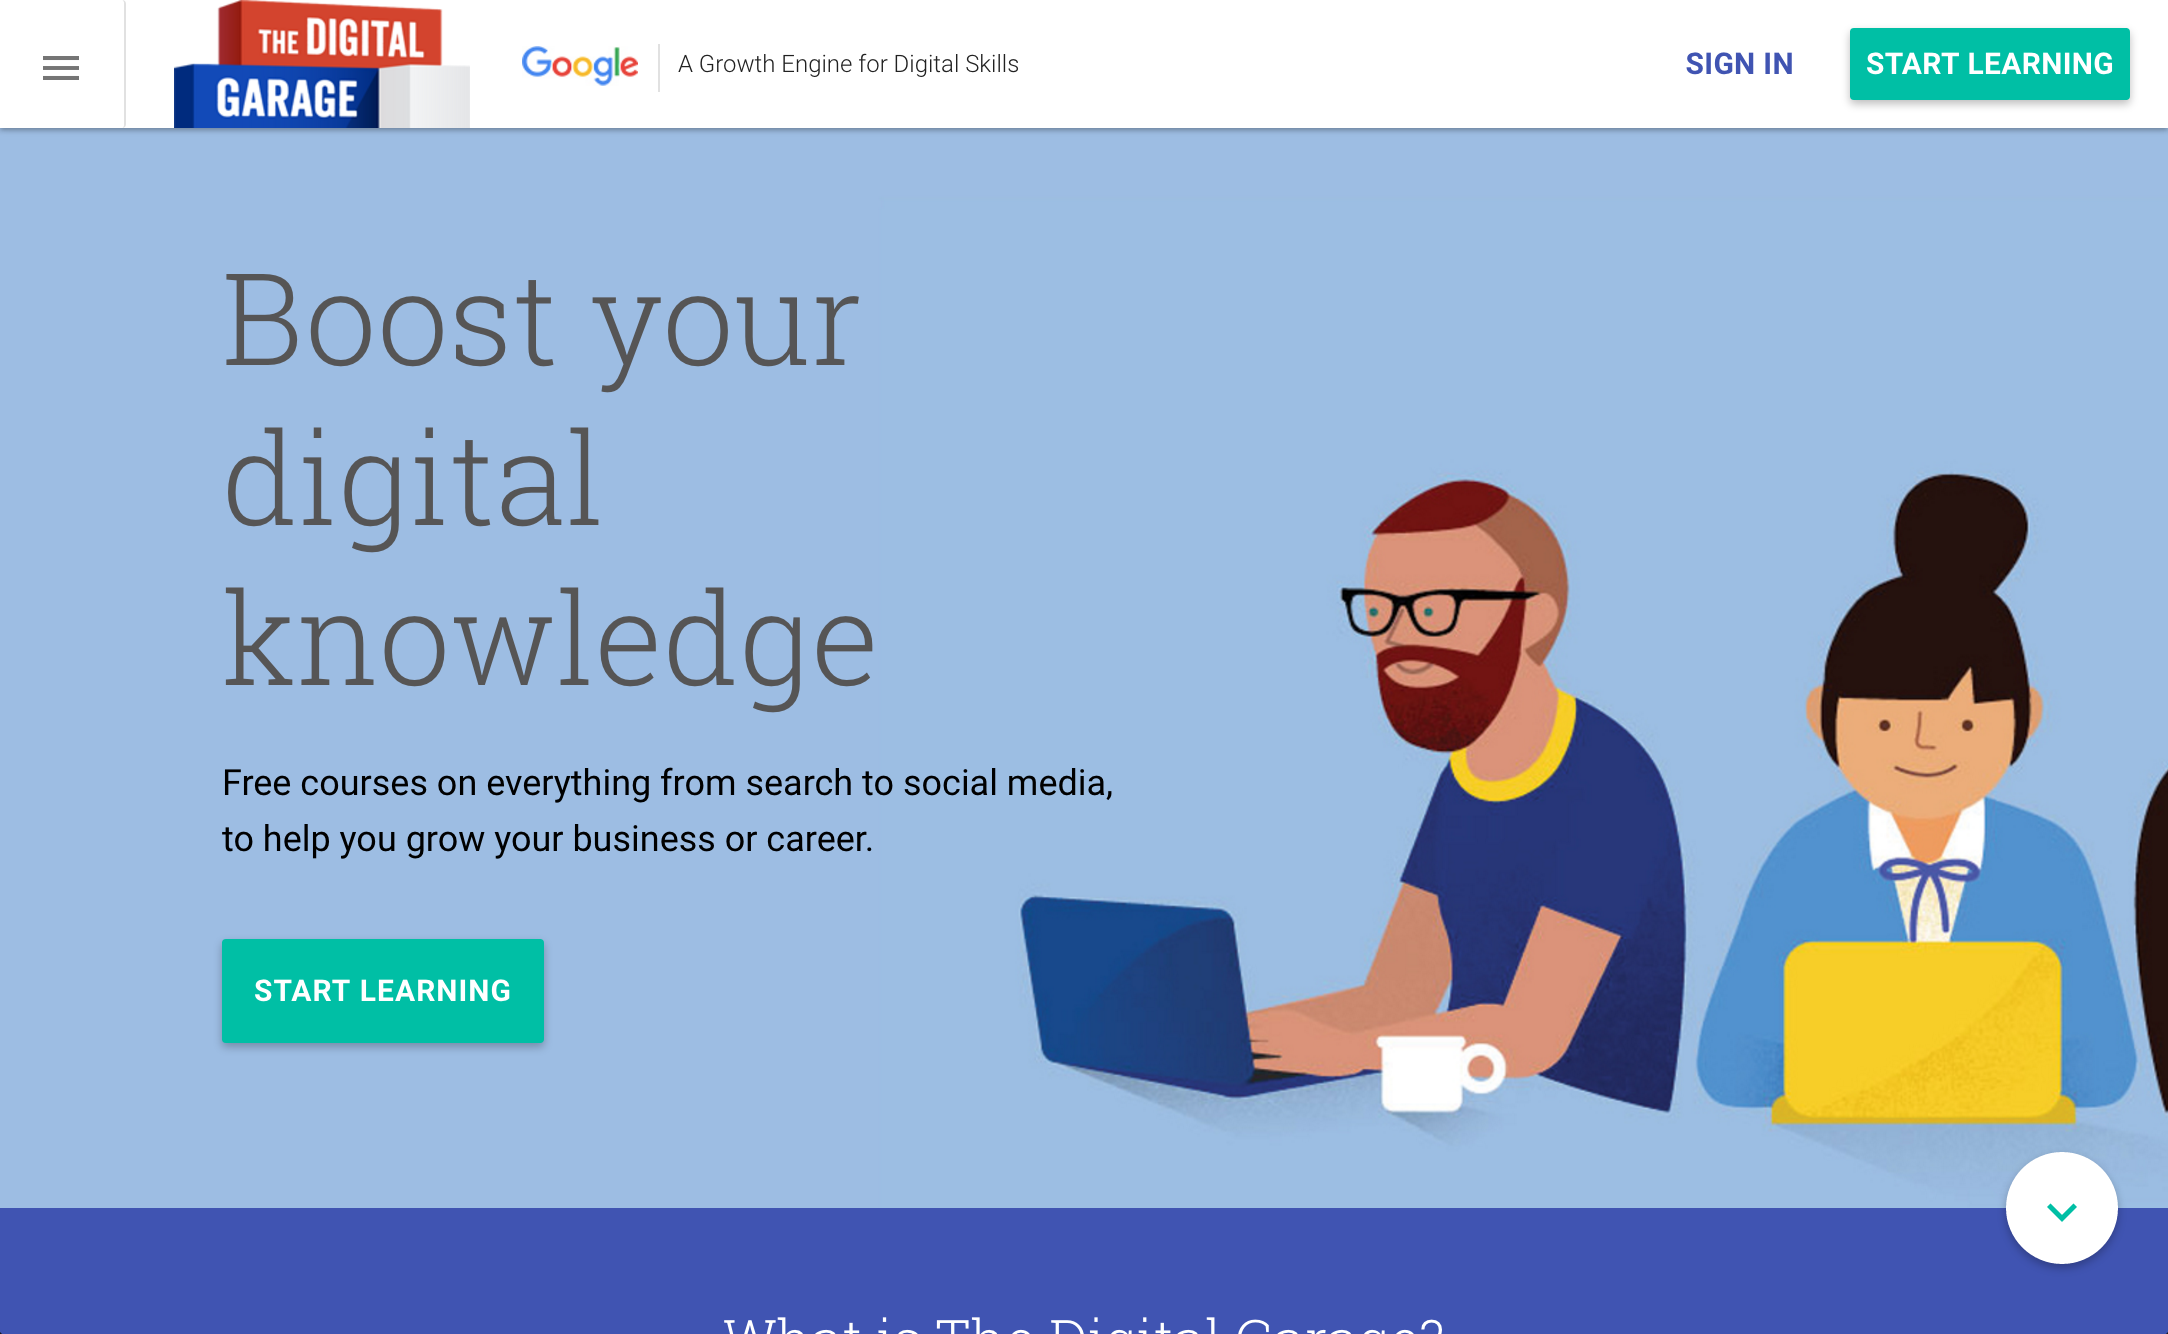 THE DIGITAL
GARAGE
Google
A Growth Engine for Digital Skills
SIGN IN
START LEARNING
Boost your
digital
knowledge
Free courses on everything from search to social media,
to help you grow your business or career.
START LEARNING
What is The Digital Garage?